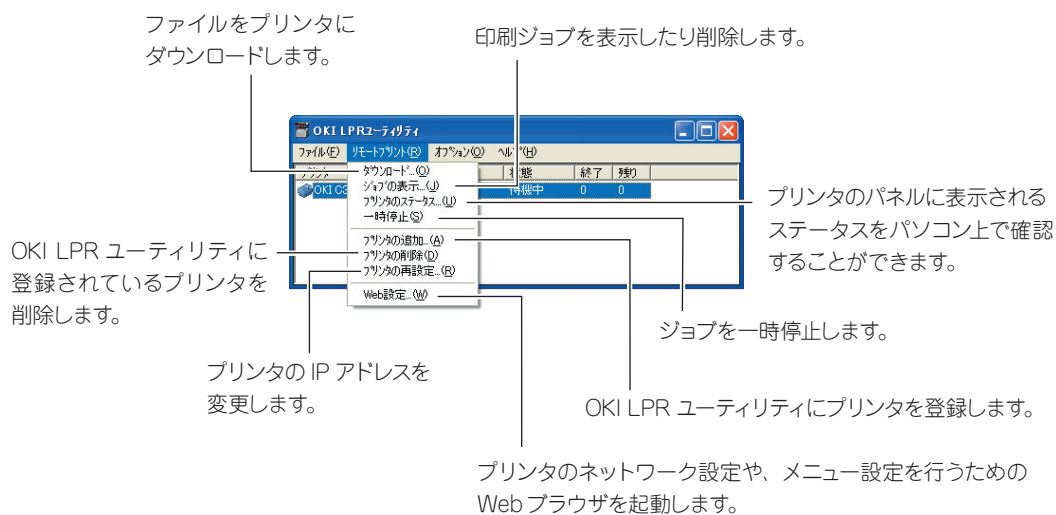 ファイルをプリンタに
ダウンロードします。
印刷ジョブを表示したり削除します。
OKI LPRユーティリティ
ファイル(F) リモートプリント(R) オプション(O) ヘルプ(H)
状態 終了 残り
OKI C3 待機中 0 0
ダウンロード...(O)
ジョブの表示...(J)
プリンタのステータス...(U)
一時停止(S)
プリンタの追加...(A)
プリンタの削除(D)
プリンタの再設定...(R)
Web設定...(W)
プリンタのパネルに表示される
ステータスをパソコン上で確認
することができます。
OKI LPR ユーティリティに
登録されているプリンタを
削除します。
ジョブを一時停止します。
プリンタの IP アドレスを
変更します。
OKI LPR ユーティリティにプリンタを登録します。
プリンタのネットワーク設定や、メニュー設定を行うための
Web ブラウザを起動します。